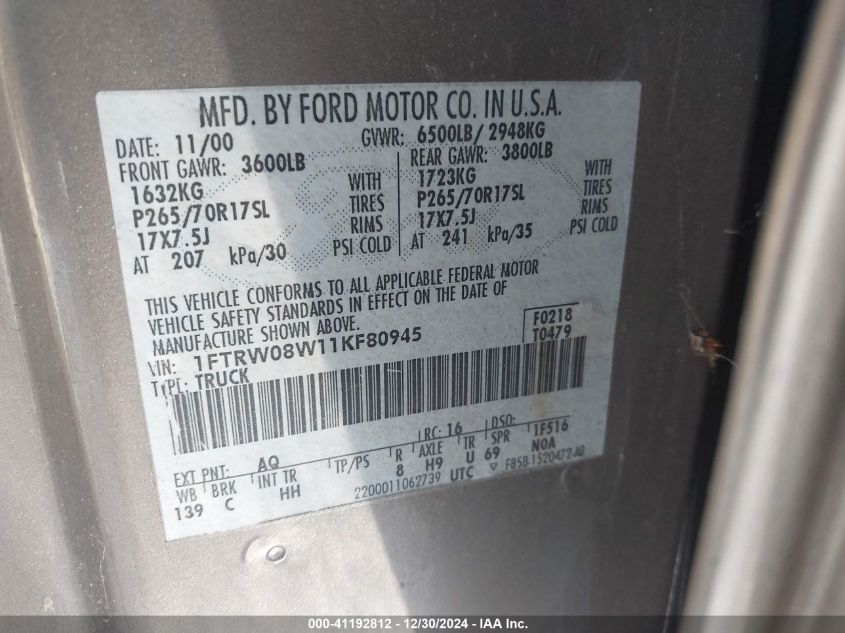 MFD. BY FORD MOTOR CO. IN U.S.A.
DATE: 11/00 GVWR: 6500LB/ 2948KG
FRONT GAWR: 3600LB REAR GAWR: 3800LB
1632KG WITH 1723KG WITH
P265/70R17SL TIRES P265/70R17SL TIRES
17X7.5J RIMS 17X7.5J RIMS
AT 207 kPa/30 PSI COLD AT 241 kPa/35 PSI COLD
THIS VEHICLE CONFORMS TO ALL APPLICABLE FEDERAL MOTOR
VEHICLE SAFETY STANDARDS IN EFFECT ON THE DATE OF
MANUFACTURE SHOWN ABOVE.
F0218
VIN: 1FTRW08W11KF80945 T0479
TYPE: TRUCK
EXT PNT: AQ RC: 16 DSO:
WB BRK INT TR TP/PS R AXLE TR SPR 1F516
139 C HH 8 H9 U 69 N0A
2200011062739 UTC F85B-1520472-AB
000-41192812 - 12/30/2024 - IAA Inc.